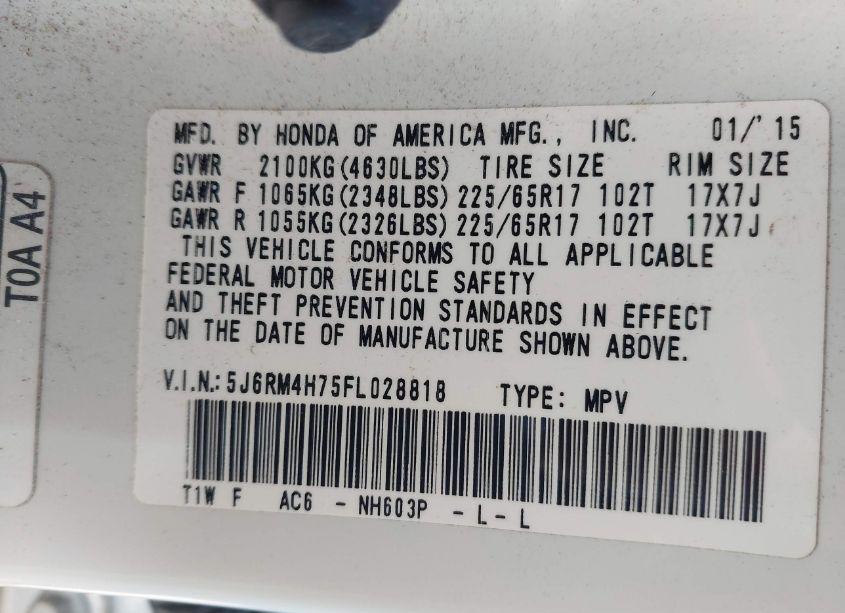 MFD. BY HONDA OF AMERICA MFG., INC. 01/'15
GVWR 2100KG(4630LBS) TIRE SIZE RIM SIZE
GAWR F 1065KG(2348LBS) 225/65R17 102T 17X7J
GAWR R 1055KG(2326LBS) 225/65R17 102T 17X7J
THIS VEHICLE CONFORMS TO ALL APPLICABLE
FEDERAL MOTOR VEHICLE SAFETY
AND THEFT PREVENTION STANDARDS IN EFFECT
ON THE DATE OF MANUFACTURE SHOWN ABOVE.
V.I.N.: 5J6RM4H75FL028818 TYPE: MPV
T1W F AC6 - NH603P - L - L
T0A A4